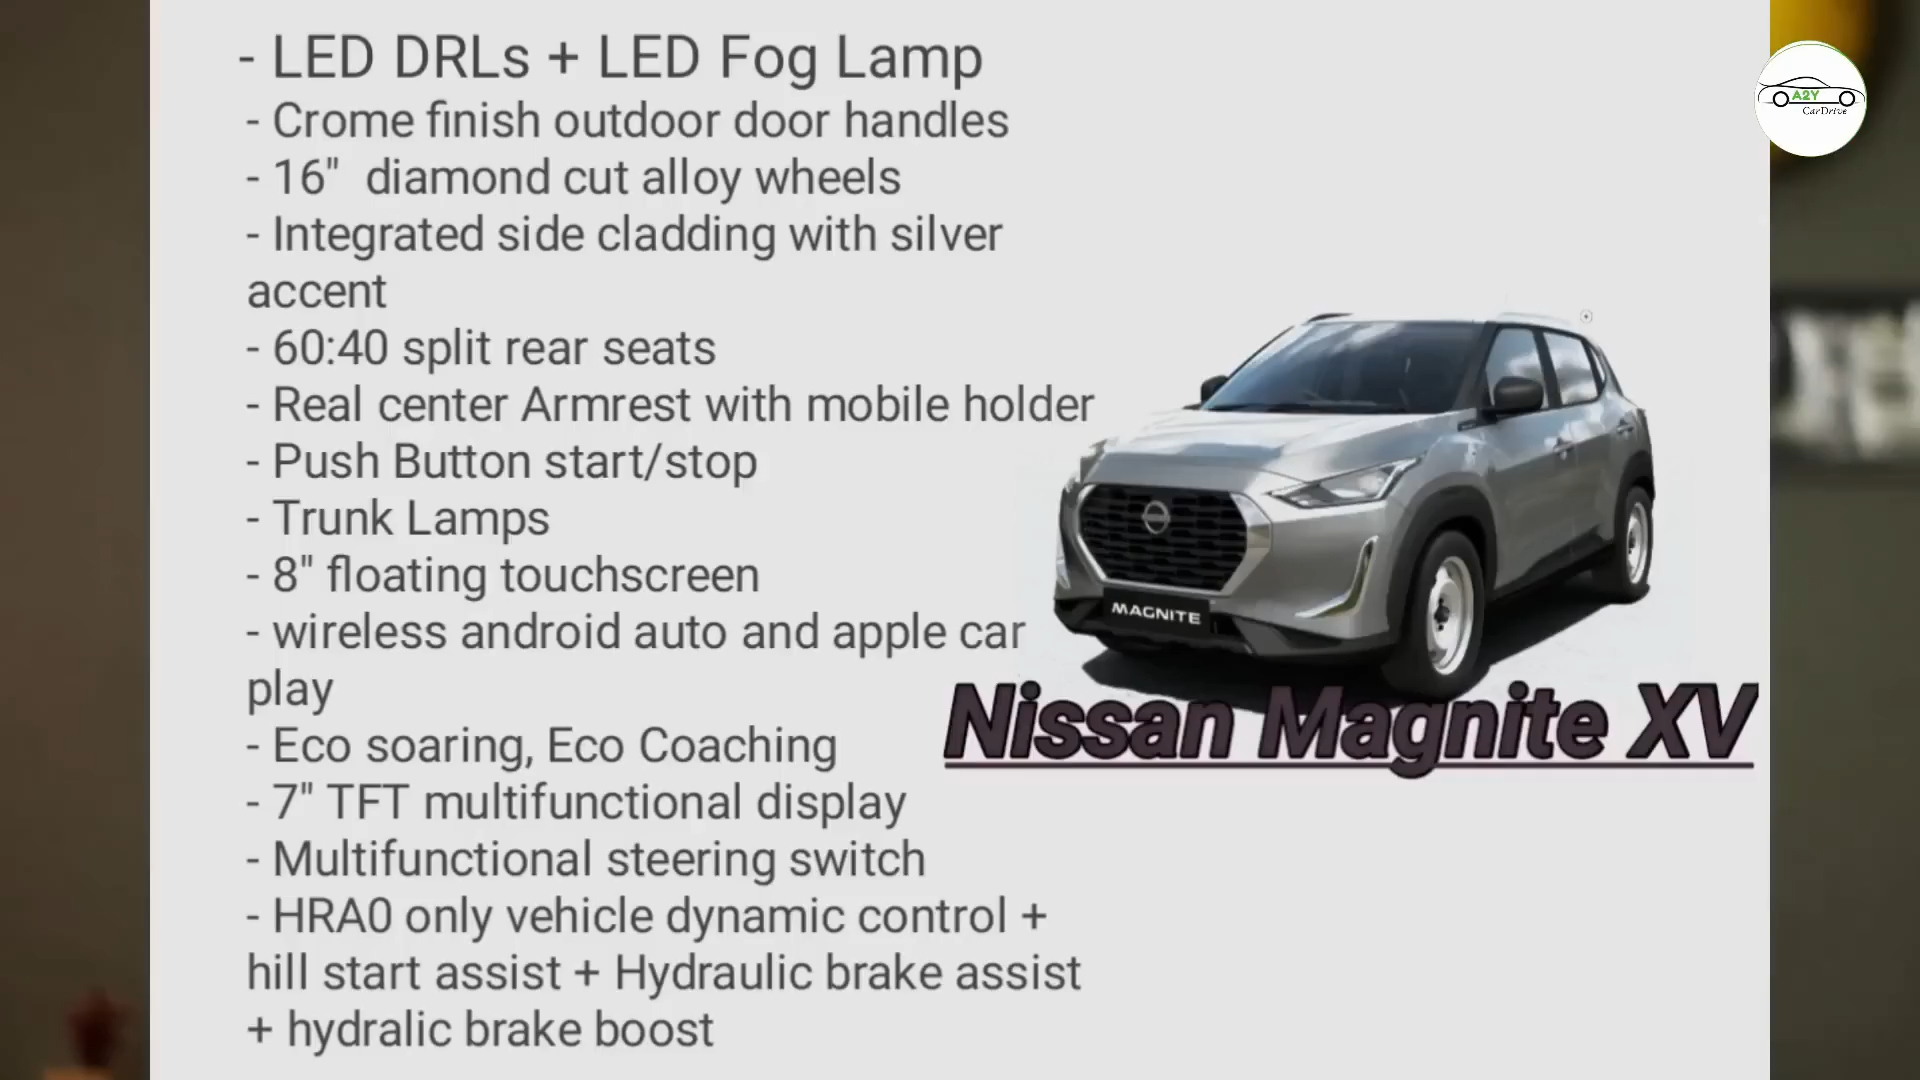 - LED DRLs + LED Fog Lamp
- Crome finish outdoor door handles
- 16"  diamond cut alloy wheels
- Integrated side cladding with silver
accent
- 60:40 split rear seats
- Real center Armrest with mobile holder
- Push Button start/stop
- Trunk Lamps
- 8" floating touchscreen
- wireless android auto and apple car
play
- Eco soaring, Eco Coaching
- 7" TFT multifunctional display
- Multifunctional steering switch
- HRA0 only vehicle dynamic control +
hill start assist + Hydraulic brake assist
+ hydralic brake boost
A2Y
CarDrive
MAGNITE
Nissan Magnite XV